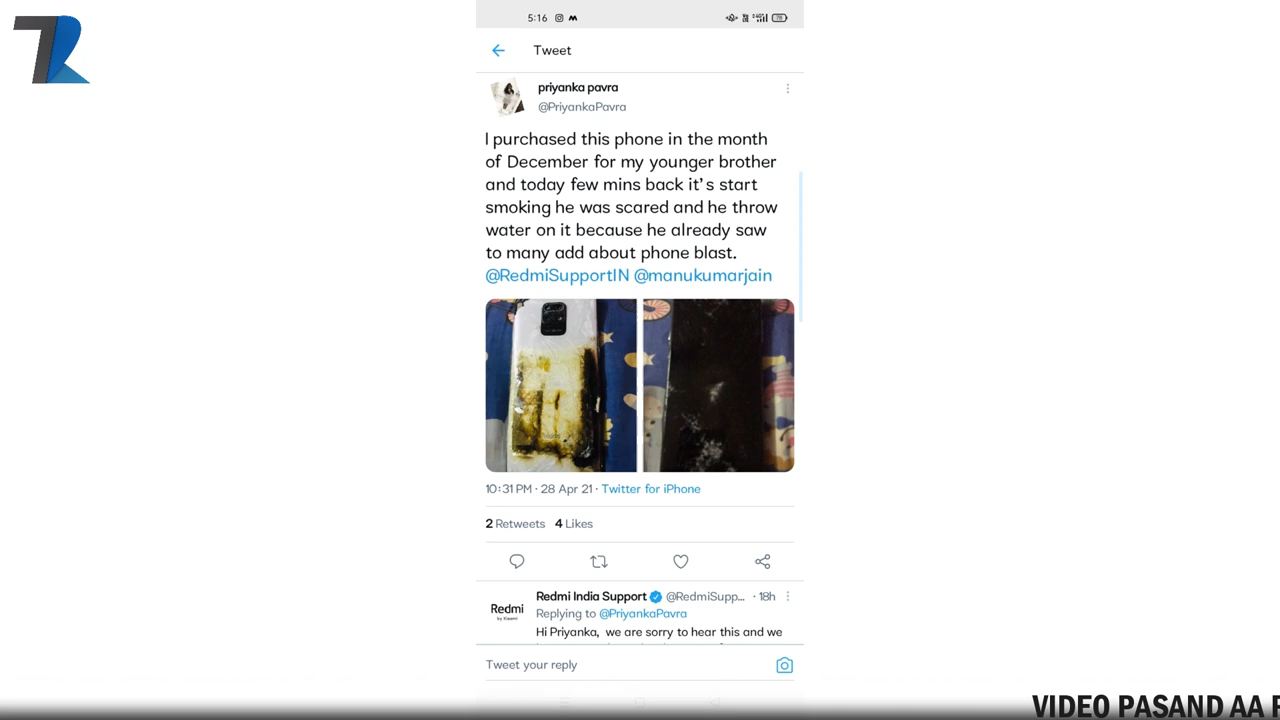 5:16
78
Tweet
priyanka pavra
@PriyankaPavra
I purchased this phone in the month
of December for my younger brother
and today few mins back it's start
smoking he was scared and he throw
water on it because he already saw
to many add about phone blast.
@RedmiSupportIN @manukumarjain
10:31 PM · 28 Apr 21 · Twitter for iPhone
2 Retweets 4 Likes
Redmi India Support @RedmiSupp... · 18h
Redmi
by Xiaomi
Replying to @PriyankaPavra
Hi Priyanka, we are sorry to hear this and we
Tweet your reply
VIDEO PASAND AA